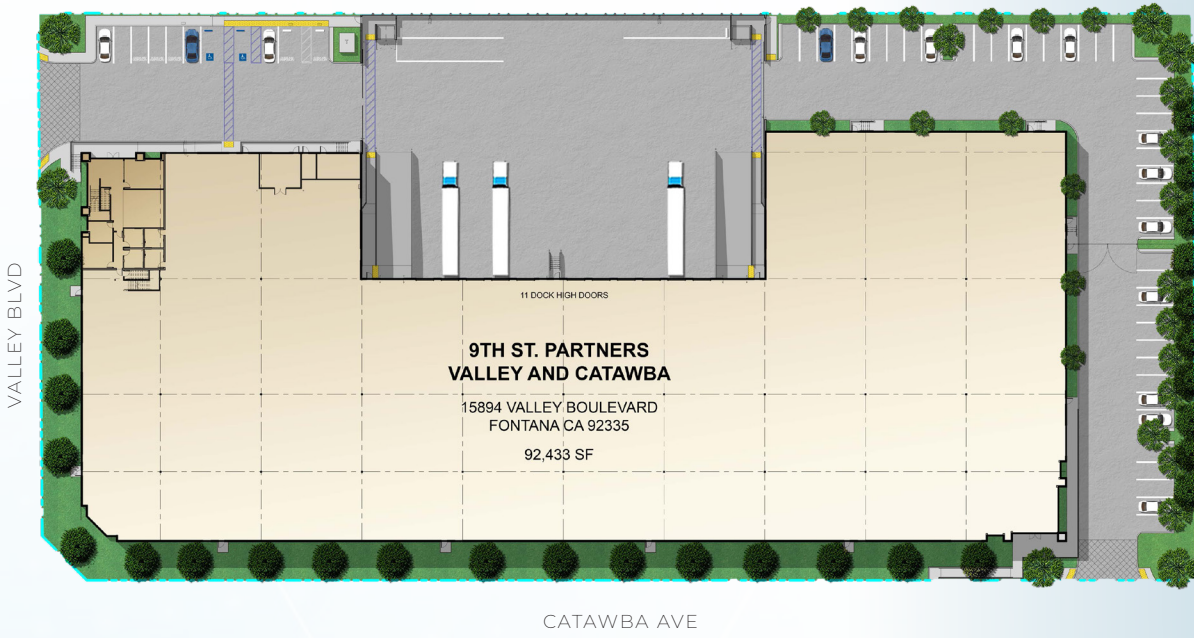 VALLEY BLVD
T
11 DOCK HIGH DOORS
9TH ST. PARTNERS
VALLEY AND CATAWBA
15894 VALLEY BOULEVARD
FONTANA CA 92335
92,433 SF
CATAWBA AVE